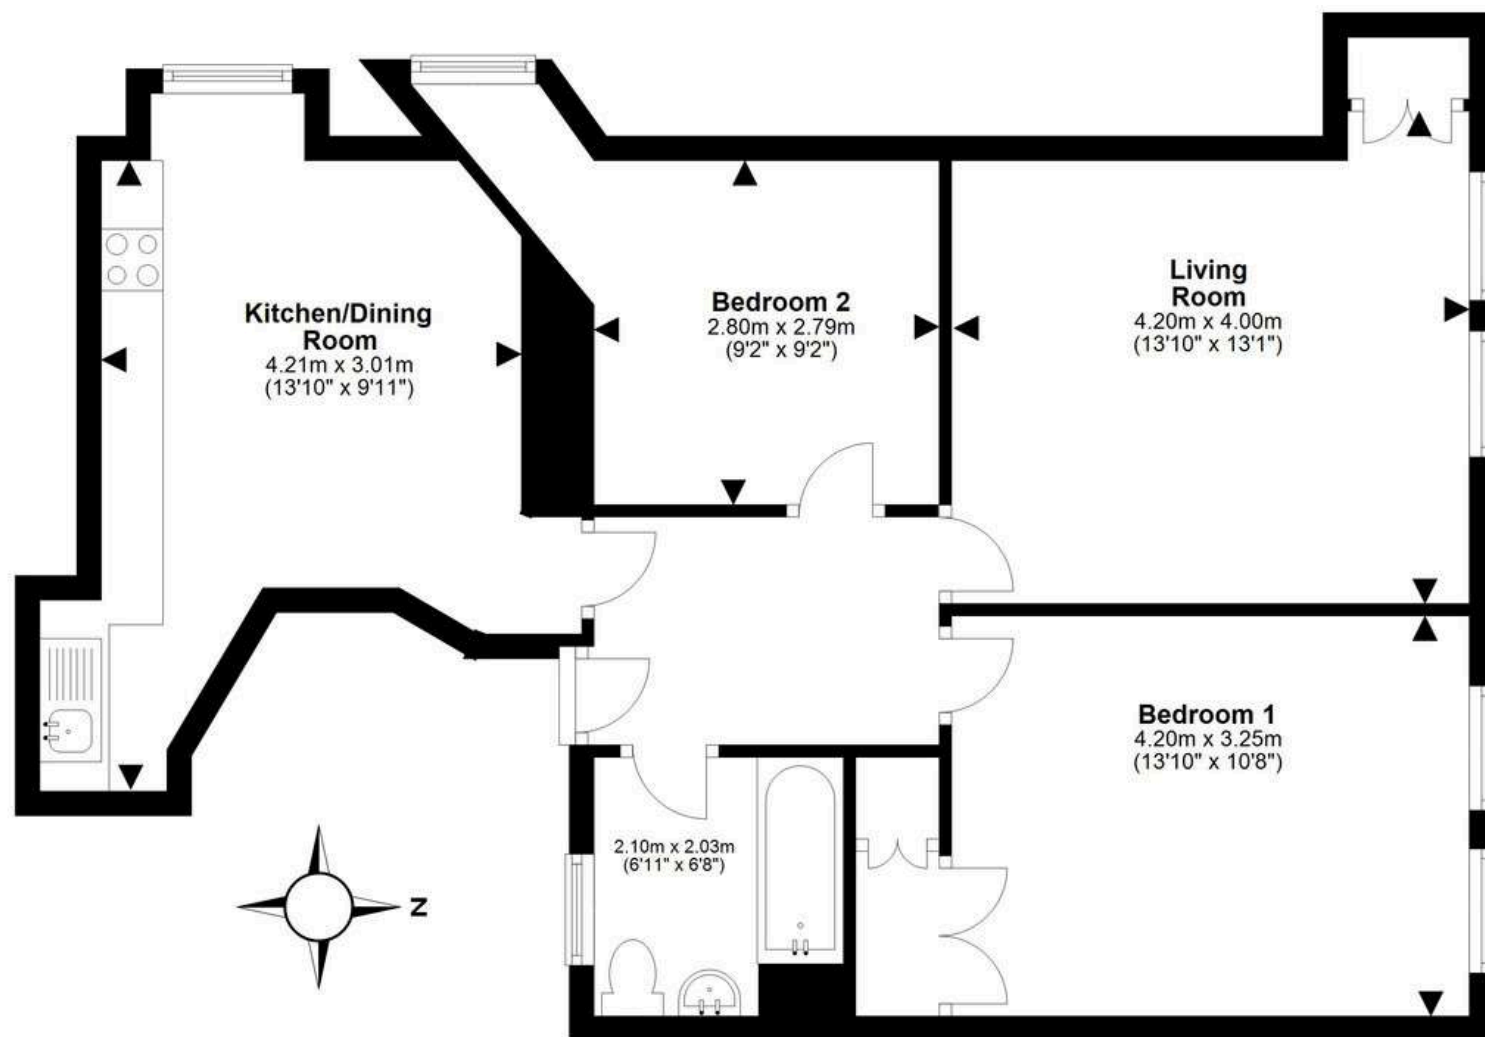 Kitchen/Dining
Room
4.21m x 3.01m
(13'10" x 9'11")
Bedroom 2
2.80m x 2.79m
(9'2" x 9'2")
Living
Room
4.20m x 4.00m
(13'10" x 13'1")
Bedroom 1
4.20m x 3.25m
(13'10" x 10'8")
2.10m x 2.03m
(6'11" x 6'8")
N